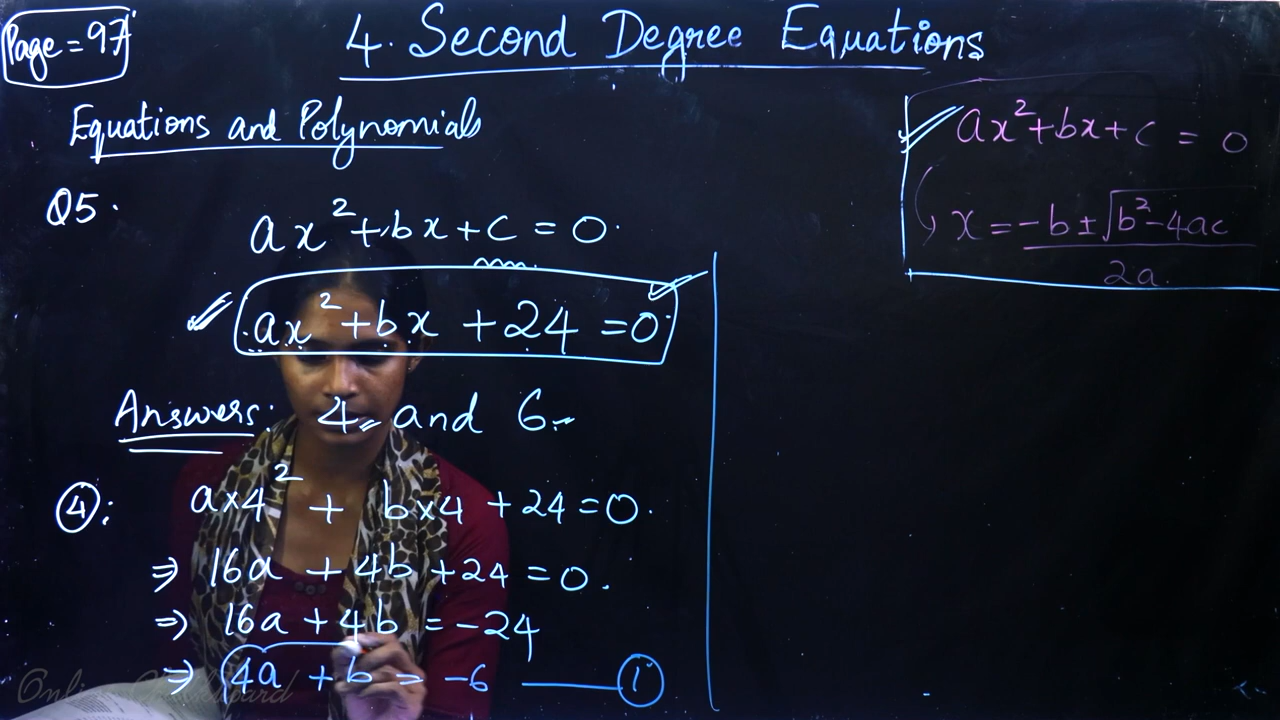 Page = 97
4. Second Degree Equations
Equations and Polynomials
Q5.
ax²+bx+c = 0.
ax²+bx +24 =0.
Answers: 4 and 6
④: ax4² + bx4 +24=0.
⇒ 16a + 4b +24 = 0.
⇒ 16a + 4b = -24
⇒ 4a + b = -6 ①
ax²+bx+c = 0
x = -b ± √b²-4ac
2a.